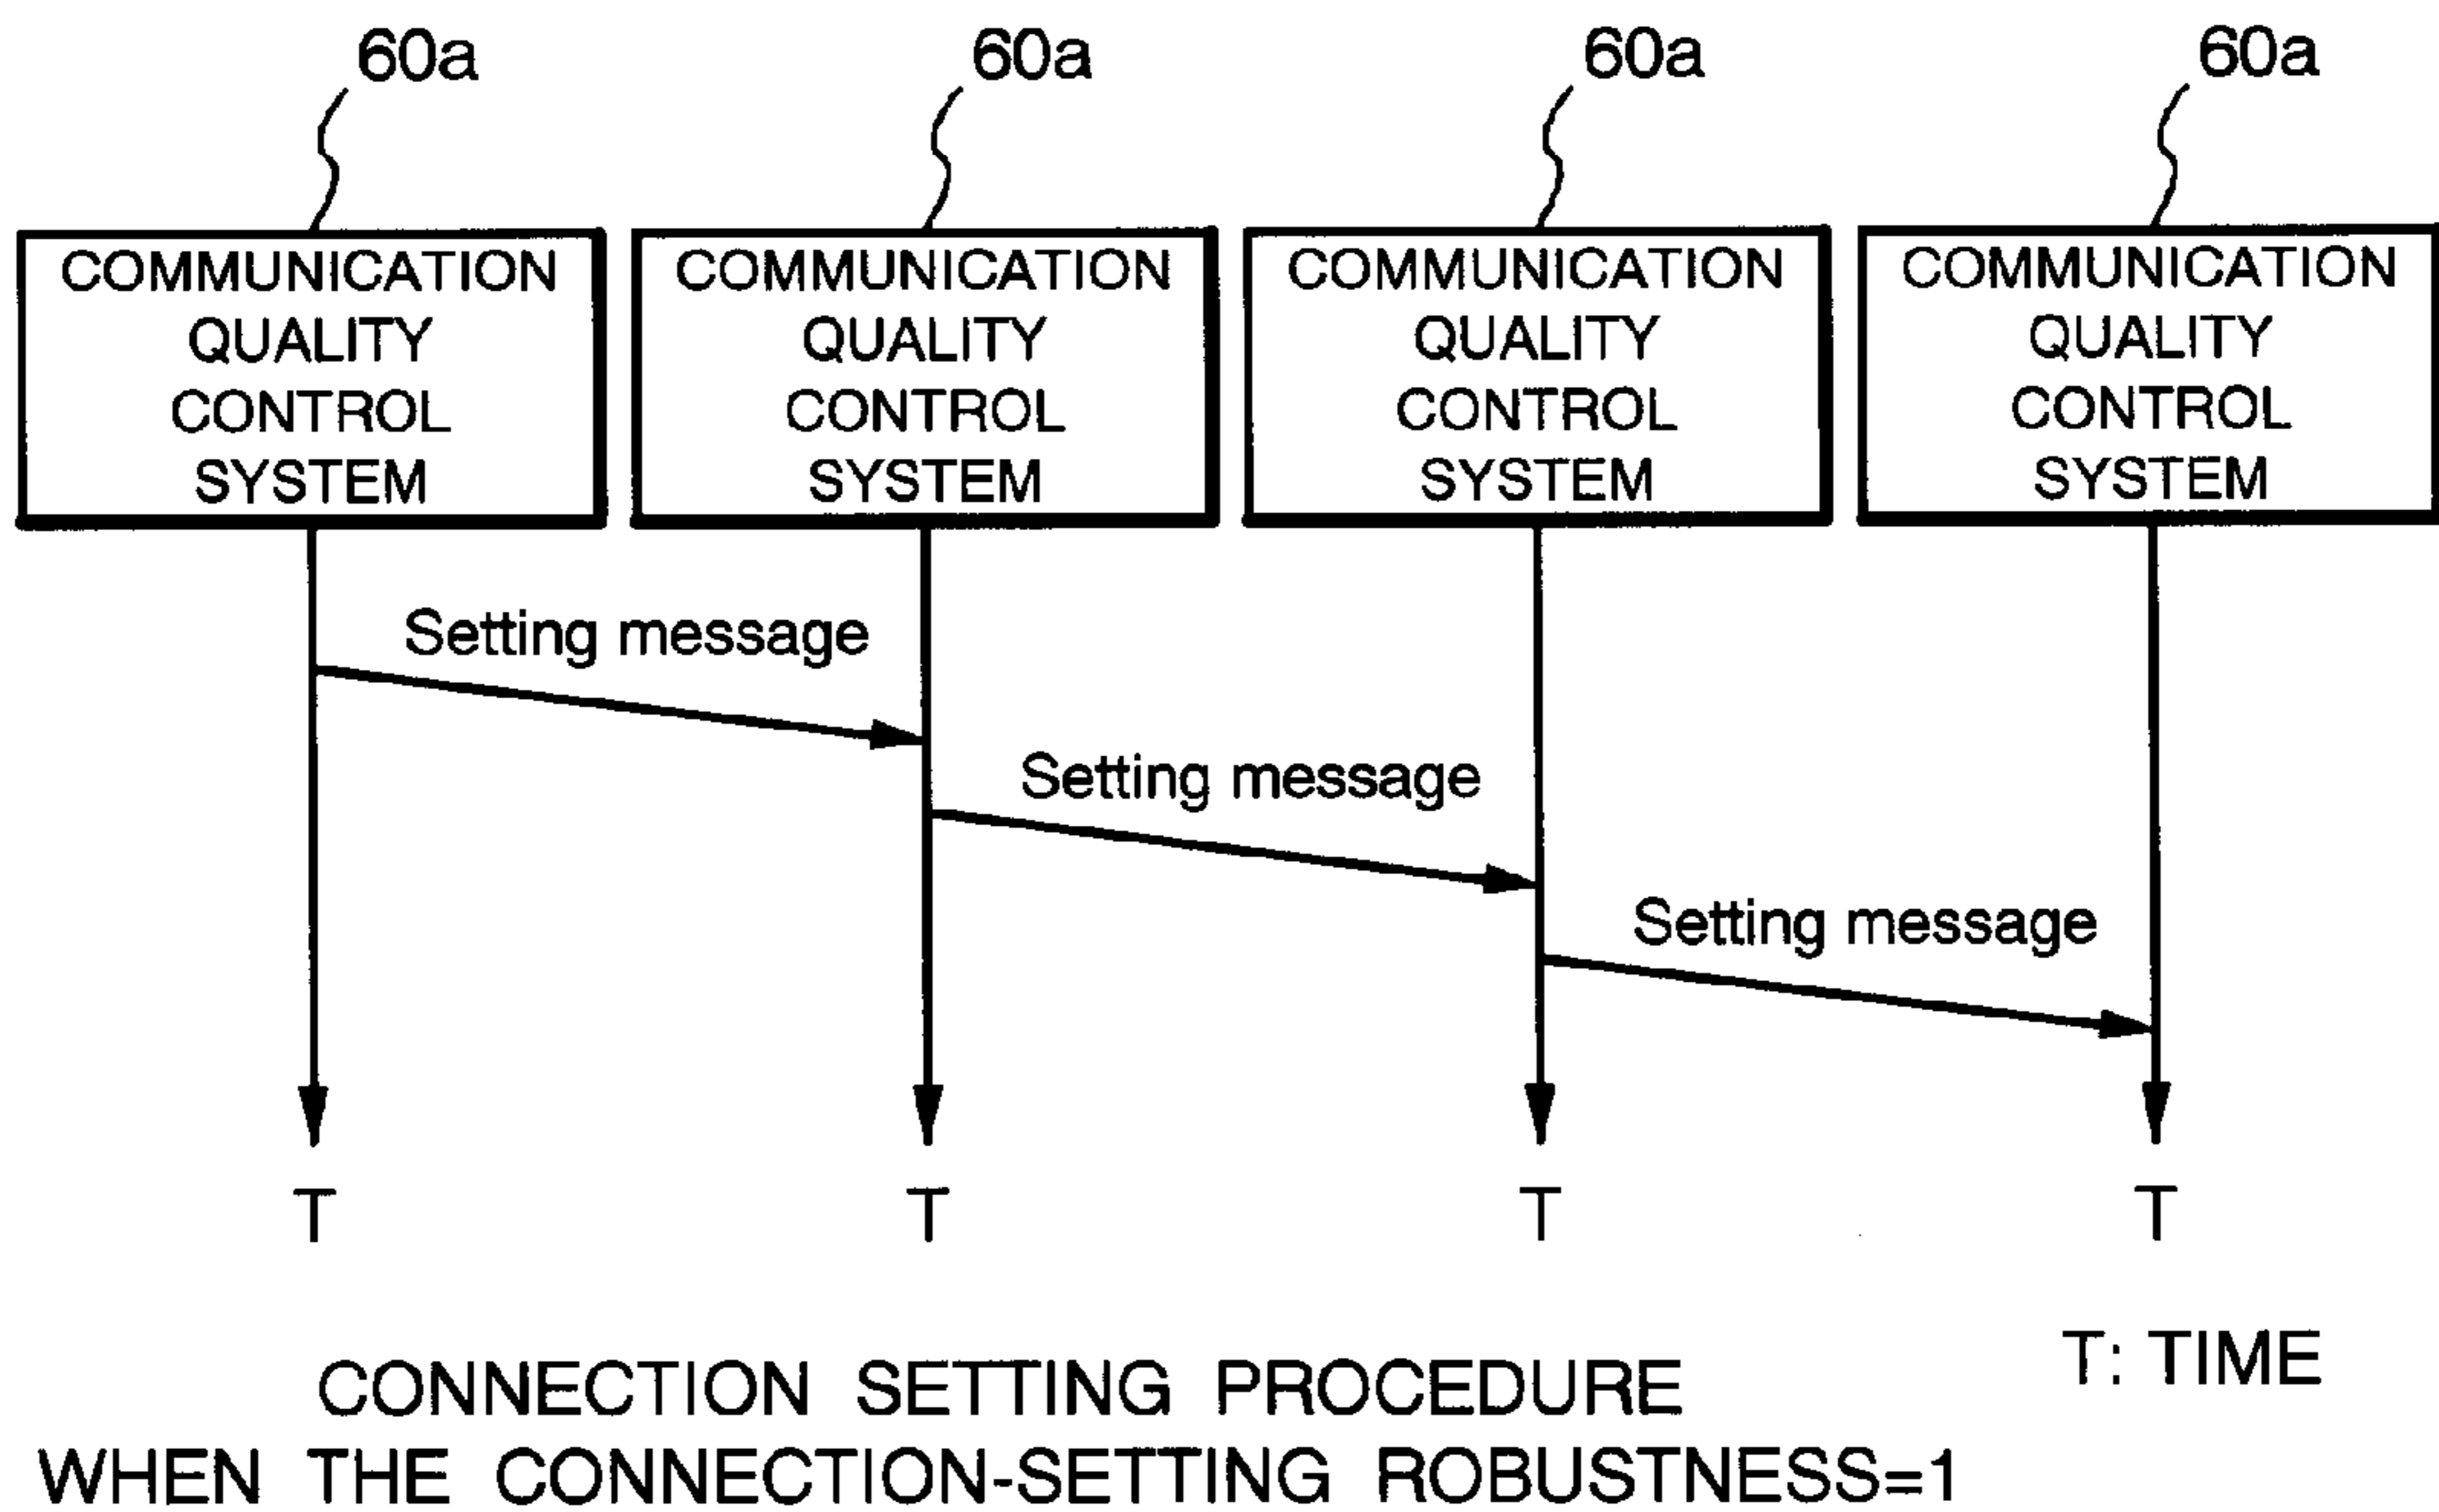 60a 60a 60a 60a
COMMUNICATION QUALITY CONTROL SYSTEM
COMMUNICATION QUALITY CONTROL SYSTEM
COMMUNICATION QUALITY CONTROL SYSTEM
COMMUNICATION QUALITY CONTROL SYSTEM
Setting message
Setting message
Setting message
T T T T
T: TIME
CONNECTION SETTING PROCEDURE
WHEN THE CONNECTION-SETTING ROBUSTNESS=1